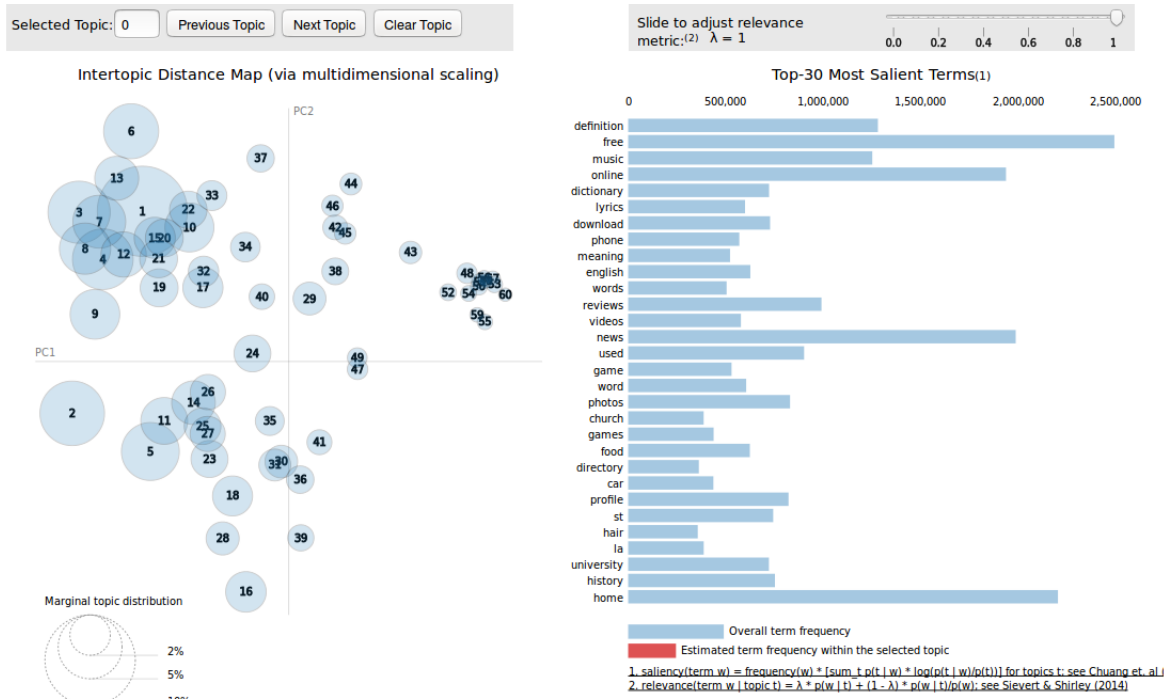 Selected Topic: 0 Previous Topic Next Topic Clear Topic
Slide to adjust relevance
metric:(2) λ = 1
0.0 0.2 0.4 0.6 0.8 1
Intertopic Distance Map (via multidimensional scaling)
PC2
6
37
13
44
33
46
3
1
22
7
42
10
45
15
20
34
8
43
12
4
21
32
38
48
57
53
19
17
40
29
52
54
60
9
59
55
PC1
24
49
47
26
14
2
11
35
25
27
41
5
23
31
30
36
18
28
39
16
Marginal topic distribution
2%
5%
Top-30 Most Salient Terms(1)
0 500,000 1,000,000 1,500,000 2,000,000 2,500,000
definition
free
music
online
dictionary
lyrics
download
phone
meaning
english
words
reviews
videos
news
used
game
word
photos
church
games
food
directory
car
profile
st
hair
la
university
history
home
Overall term frequency
Estimated term frequency within the selected topic
1. saliency(term w) = frequency(w) * [sum_t p(t | w) * log(p(t | w)/p(t))] for topics t; see Chuang et. al (
2. relevance(term w | topic t) = λ * p(w | t) + (1 - λ) * p(w | t)/p(w); see Sievert & Shirley (2014)